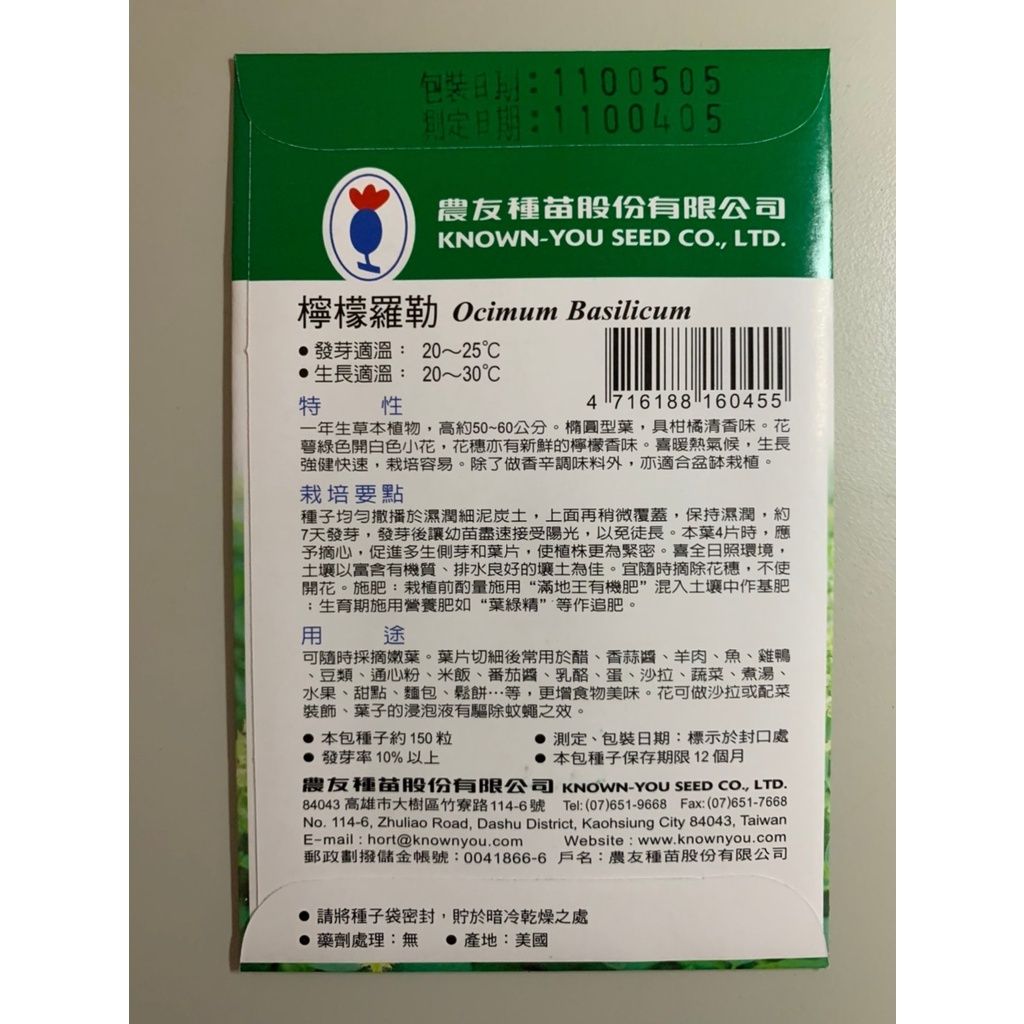 包裝日期:1100505
測定日期:1100405
農友種苗股份有限公司
KNOWN-YOU SEED CO., LTD.
檸檬羅勒 Ocimum Basilicum
●發芽適溫: 20～25℃
●生長適溫: 20～30℃
4 716188 160455
特 性
一年生草本植物，高約50~60公分。橢圓型葉，具柑橘清香味。花
萼綠色開白色小花，花穗亦有新鮮的檸檬香味。喜暖熱氣候，生長
強健快速，栽培容易。除了做香辛調味料外，亦適合盆缽栽植。
栽培要點
種子均勻撒播於濕潤細泥炭土，上面再稍微覆蓋，保持濕潤，約
7天發芽，發芽後讓幼苗盡速接受陽光，以免徒長。本葉4片時，應
予摘心，促進多生側芽和葉片，使植株更為緊密。喜全日照環境，
土壤以富含有機質、排水良好的壤土為佳。宜隨時摘除花穗，不使
開花。施肥：栽植前酌量施用“滿地王有機肥”混入土壤中作基肥
；生育期施用營養肥如“葉綠精”等作追肥。
用 途
可隨時採摘嫩葉。葉片切細後常用於醋、香蒜醬、羊肉、魚、雞鴨
、豆類、通心粉、米飯、番茄醬、乳酪、蛋、沙拉、蔬菜、煮湯、
水果、甜點、麵包、鬆餅…等，更增食物美味。花可做沙拉或配菜
裝飾、葉子的浸泡液有驅除蚊蠅之效。
●本包種子約150粒 ●測定、包裝日期：標示於封口處
●發芽率10%以上 ●本包種子保存期限12個月
農友種苗股份有限公司 KNOWN-YOU SEED CO., LTD.
84043 高雄市大樹區竹寮路114-6號 Tel:(07)651-9668 Fax:(07)651-7668
No. 114-6, Zhuliao Road, Dashu District, Kaohsiung City 84043, Taiwan
E-mail : hort@knownyou.com Website : www.knownyou.com
郵政劃撥儲金帳號：0041866-6 戶名：農友種苗股份有限公司
●請將種子袋密封，貯於暗冷乾燥之處
●藥劑處理：無 ●產地：美國